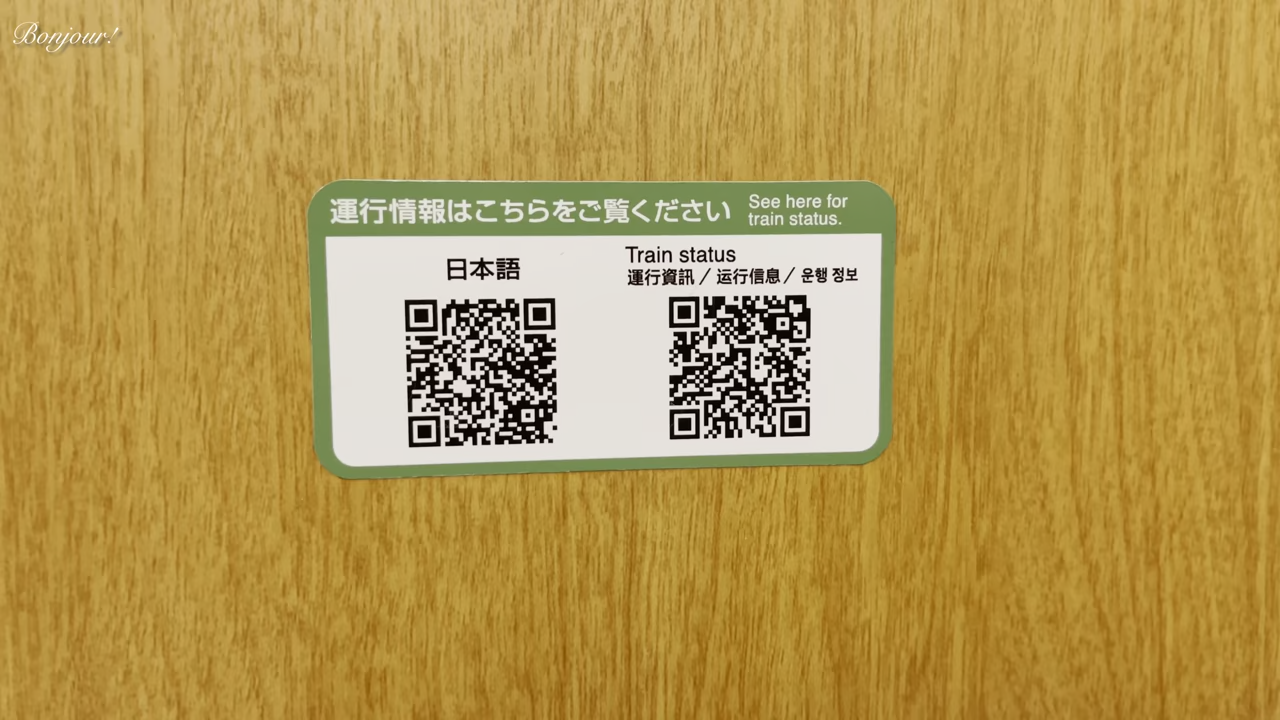 Bonjour!
運行情報はこちらをご覧ください
See here for
train status.
日本語
Train status
運行資訊 / 运行信息 / 운행 정보